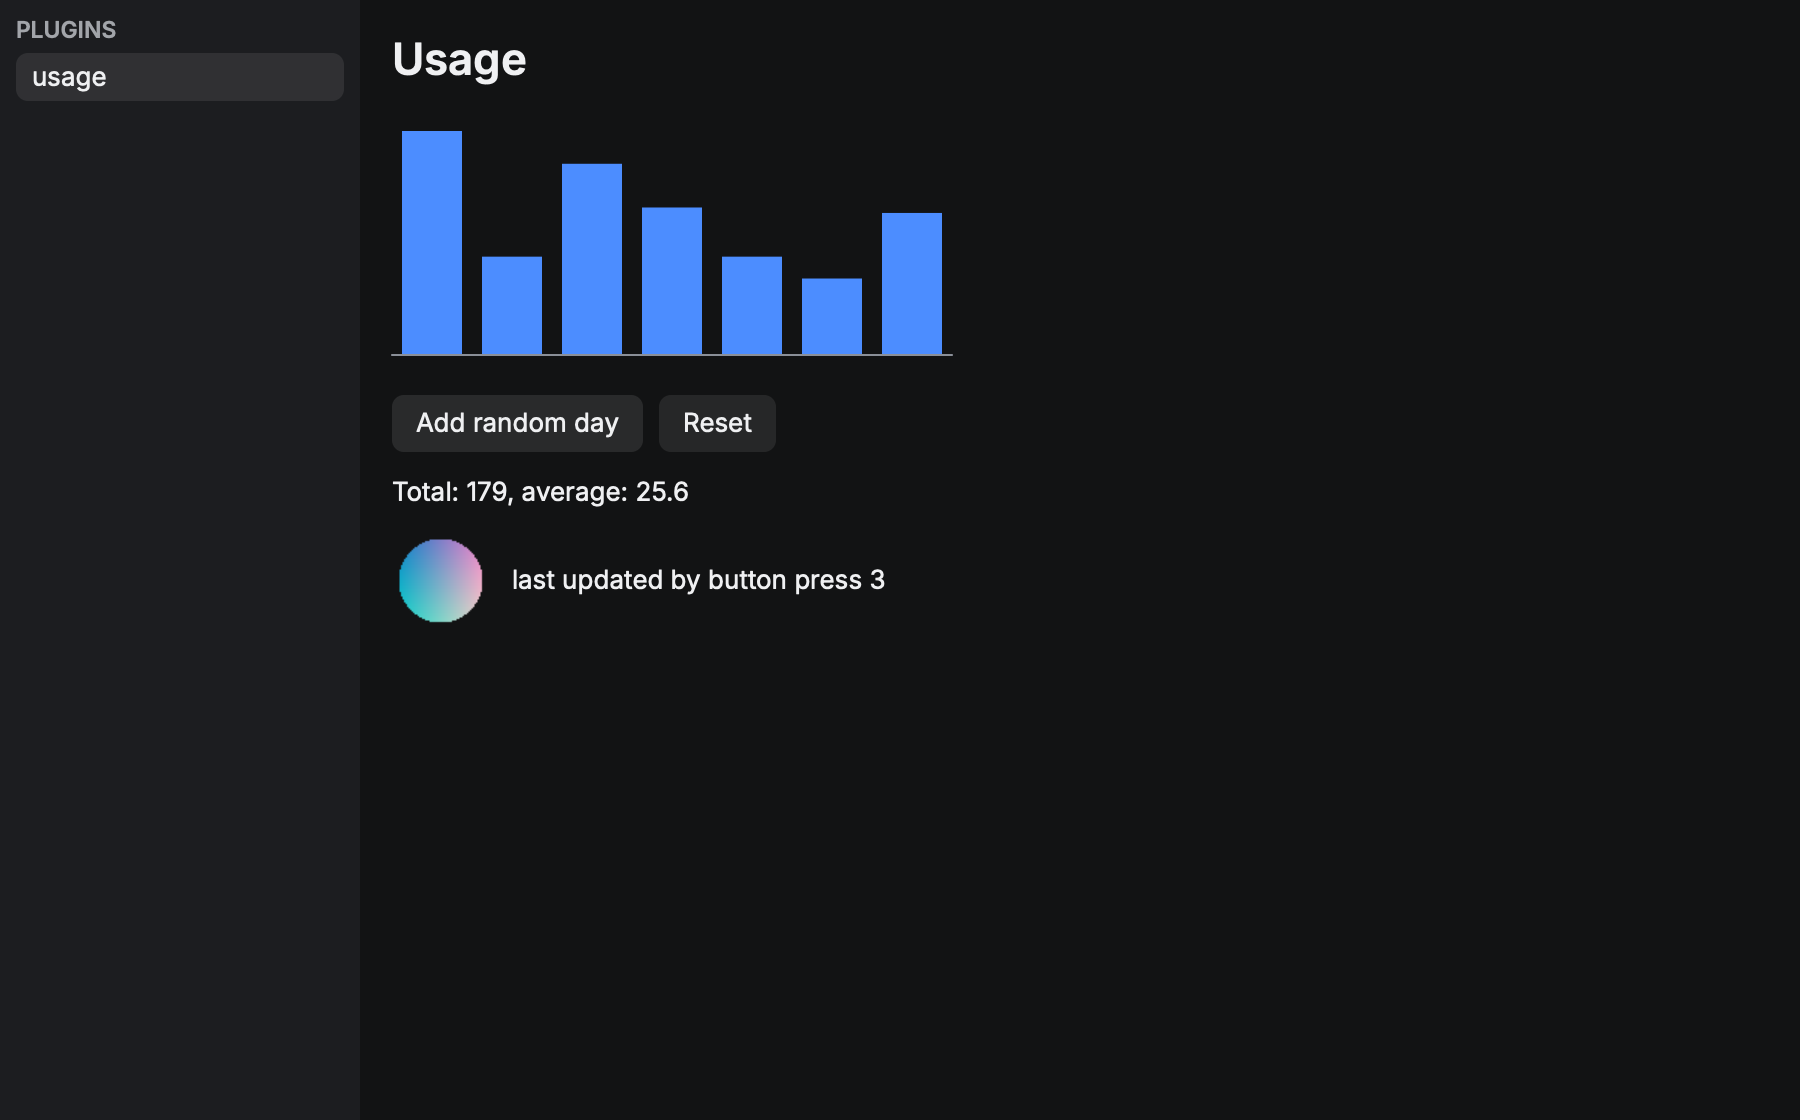 PLUGINS
usage
Usage
Add random day
Reset
Total: 179, average: 25.6
last updated by button press 3